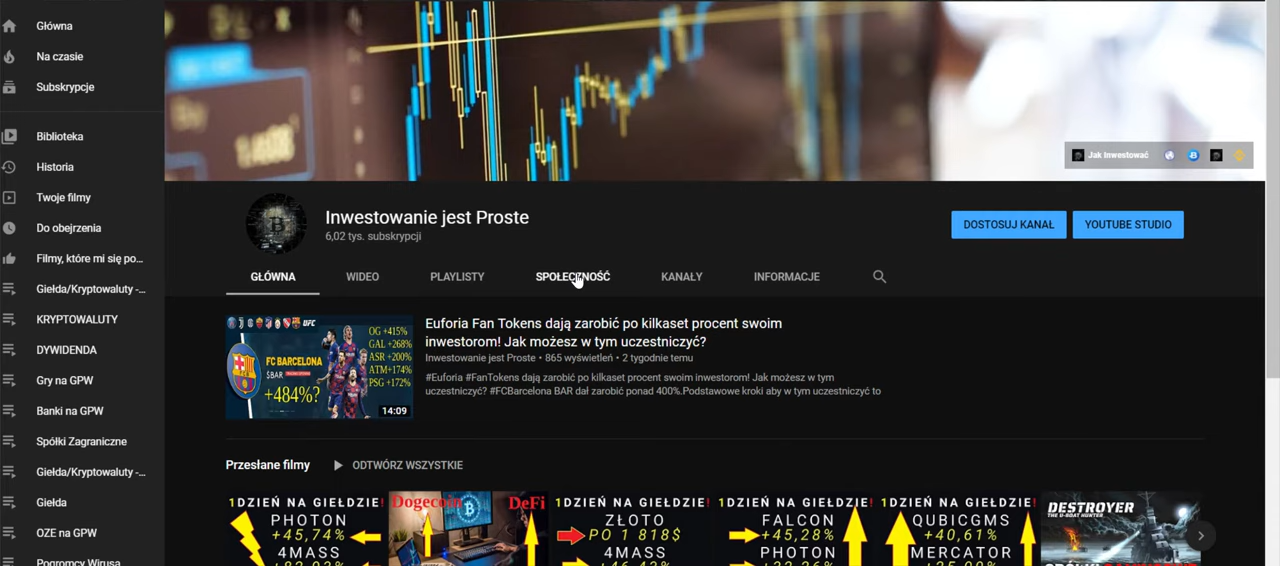 Główna
Na czasie
Subskrypcje
Biblioteka
Historia
Twoje filmy
Do obejrzenia
Filmy, które mi się po...
Giełda/Kryptowaluty -...
KRYPTOWALUTY
DYWIDENDA
Gry na GPW
Banki na GPW
Spółki Zagraniczne
Giełda/Kryptowaluty -...
Giełda
OZE na GPW
Pogromcy Wirusa
Jak Inwestować
Inwestowanie jest Proste
6,02 tys. subskrypcji
DOSTOSUJ KANAŁ
YOUTUBE STUDIO
GŁÓWNA
WIDEO
PLAYLISTY
SPOŁECZNOŚĆ
KANAŁY
INFORMACJE
UFC
FC BARCELONA
$BAR
+484%?
OG +415%
GAL +268%
ASR +200%
ATM+174%
PSG +172%
14:09
Euforia Fan Tokens dają zarobić po kilkaset procent swoim
inwestorom! Jak możesz w tym uczestniczyć?
Inwestowanie jest Proste • 865 wyświetleń • 2 tygodnie temu
#Euforia #FanTokens dają zarobić po kilkaset procent swoim inwestorom! Jak możesz w tym
uczestniczyć? #FCBarcelona BAR dał zarobić ponad 400%.Podstawowe kroki aby w tym uczestniczyć to
Przesłane filmy
ODTWÓRZ WSZYSTKIE
1DZIEŃ NA GIEŁDZIE!
PHOTON
+45,74%
4MASS
Dogecoin
DeFi
1DZIEŃ NA GIEŁDZIE!
ZŁOTO
PO 1 818$
4MASS
1DZIEŃ NA GIEŁDZIE!
FALCON
+45,28%
PHOTON
1DZIEŃ NA GIEŁDZIE!
QUBICGMS
+40,61%
MERCATOR
DESTROYER
THE U-BOAT HUNTER